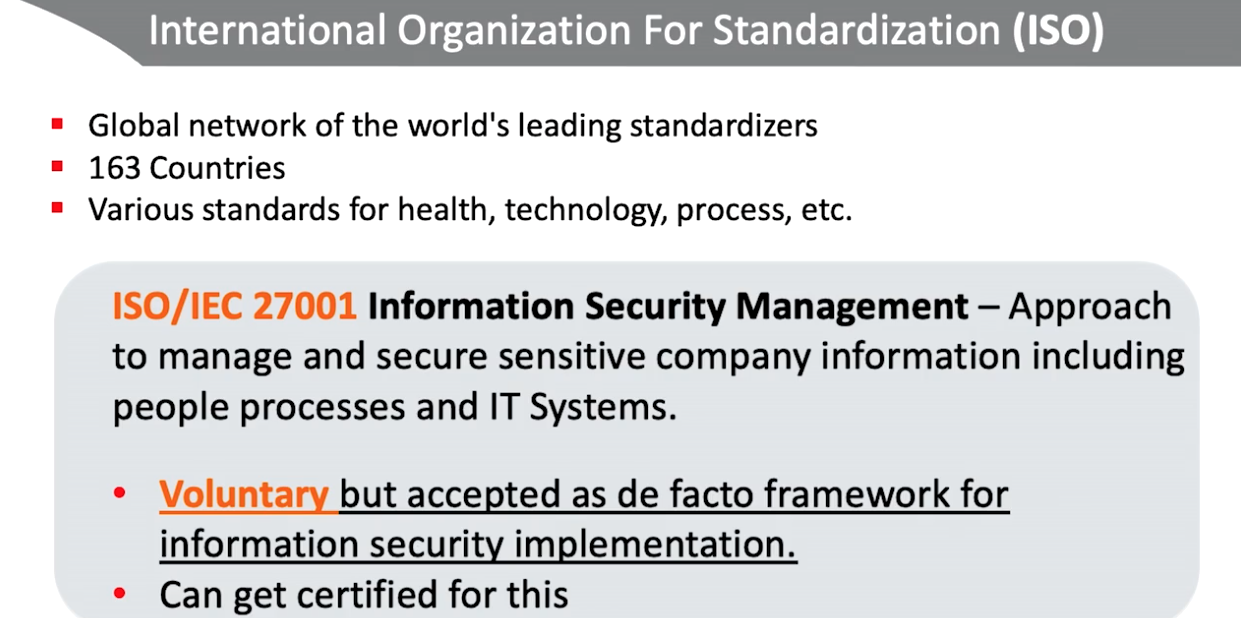 International Organization For Standardization (ISO)
▪ Global network of the world's leading standardizers
▪ 163 Countries
▪ Various standards for health, technology, process, etc.
ISO/IEC 27001 Information Security Management – Approach
to manage and secure sensitive company information including
people processes and IT Systems.
• Voluntary but accepted as de facto framework for
information security implementation.
• Can get certified for this